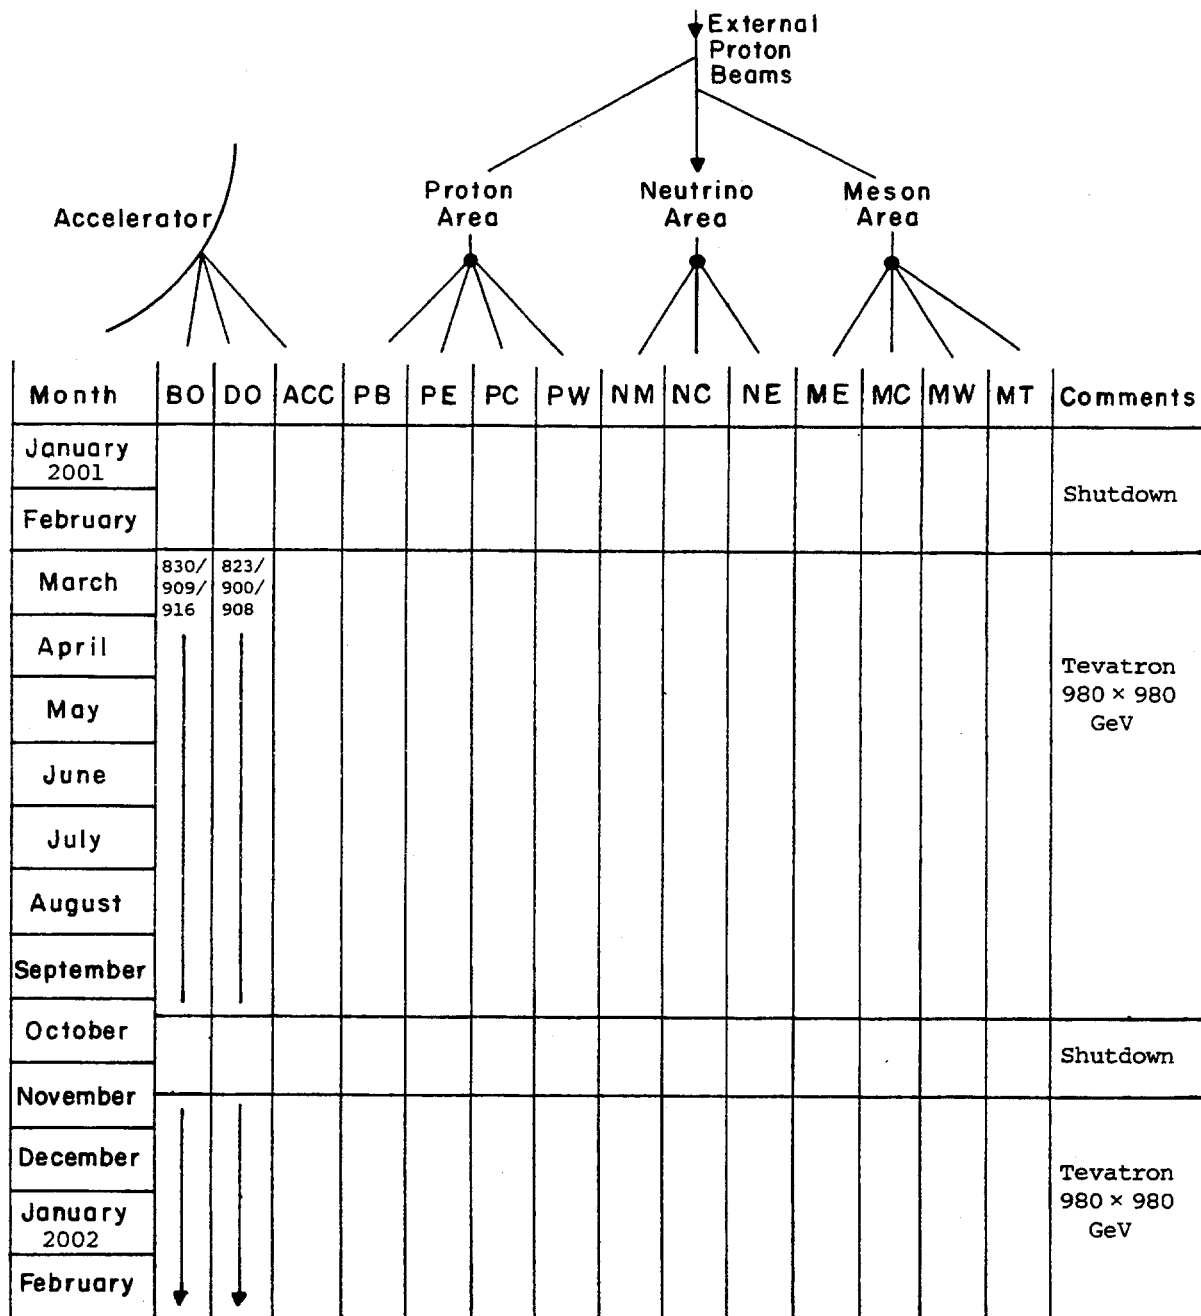 External
Proton
Beams
Accelerator
Proton
Area
Neutrino
Area
Meson
Area
Month BO DO ACC PB PE PC PW NM NC NE ME MC MW MT Comments
January
2001
Shutdown
February
March
830/
909/
916
823/
900/
908
April
Tevatron
980 × 980
GeV
May
June
July
August
September
October
Shutdown
November
December
Tevatron
980 × 980
GeV
January
2002
February